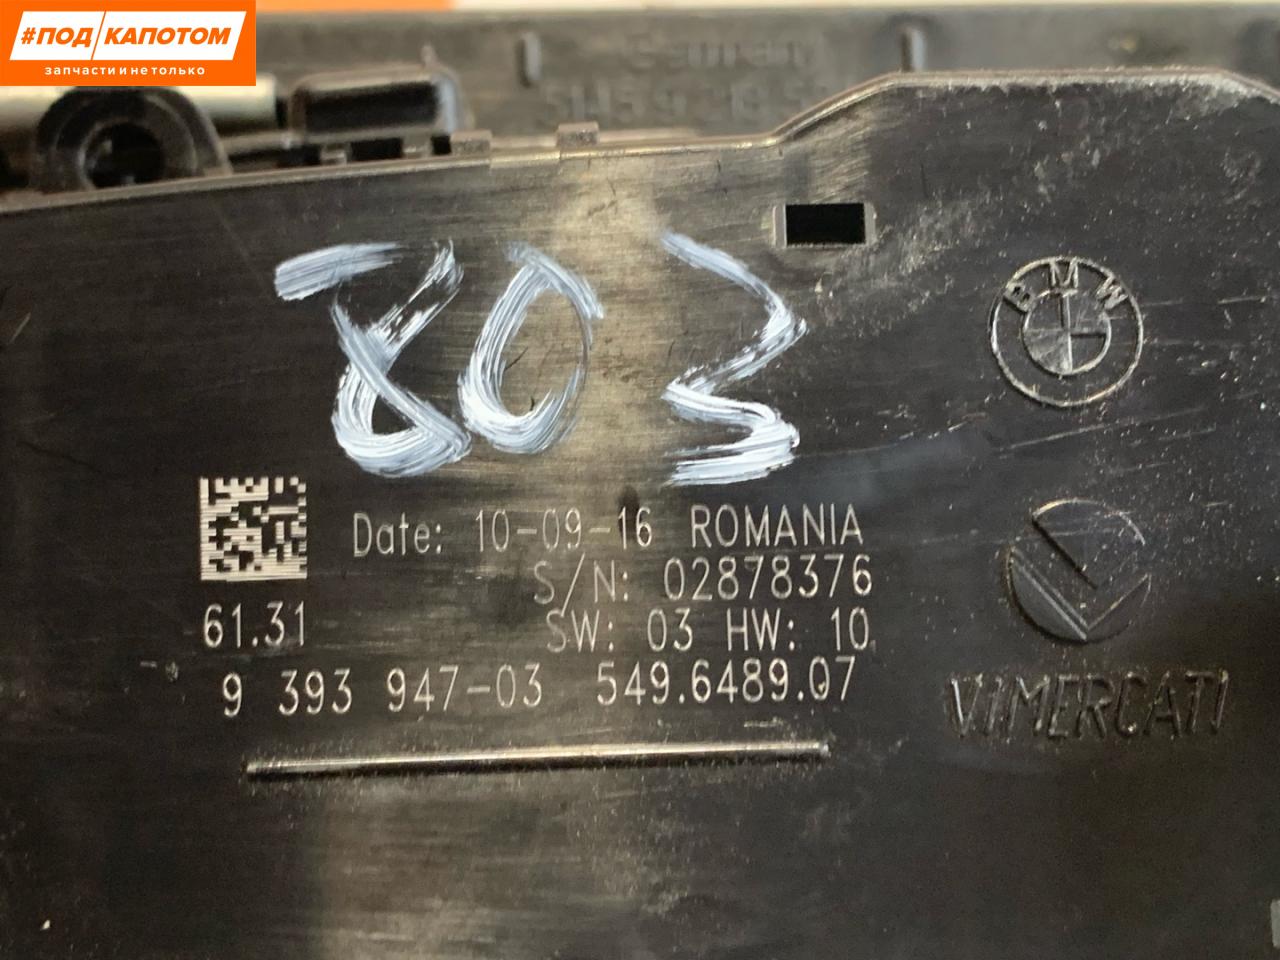 #ПОД КАПОТОМ
запчасти и не только
Germany
803
BMW
Date: 10-09-16 ROMANIA
S/N: 02878376
61.31
SW: 03 HW: 10
9 393 947-03 549.6489.07
VIMERCATI